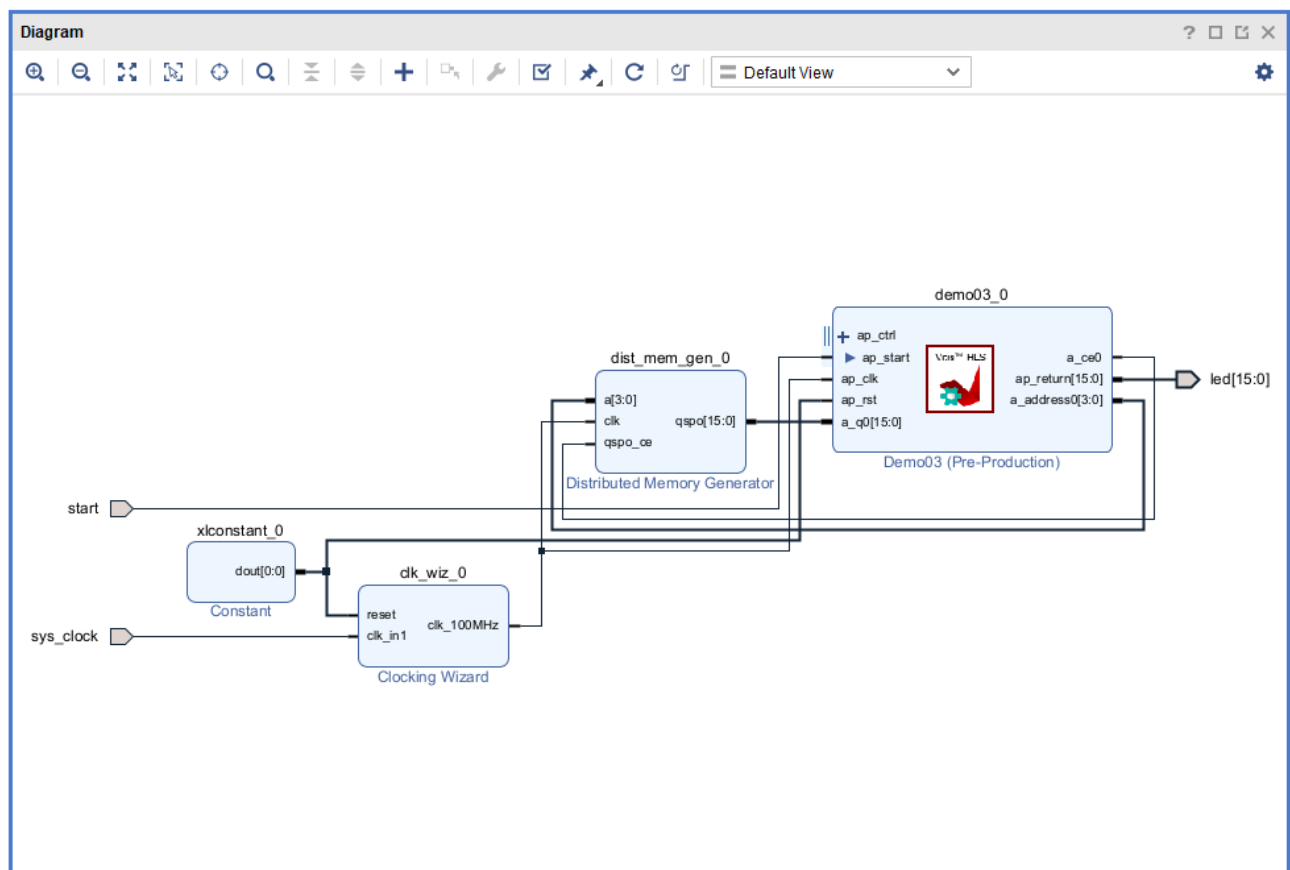 Diagram
Default View
demo03_0
ap_ctrl
ap_start
ap_clk
ap_rst
a_q0[15:0]
Vitis™ HLS
a_ce0
ap_return[15:0]
a_address0[3:0]
Demo03 (Pre-Production)
led[15:0]
dist_mem_gen_0
a[3:0]
clk
qspo_ce
qspo[15:0]
Distributed Memory Generator
start
xlconstant_0
dout[0:0]
Constant
clk_wiz_0
reset
clk_in1
clk_100MHz
Clocking Wizard
sys_clock